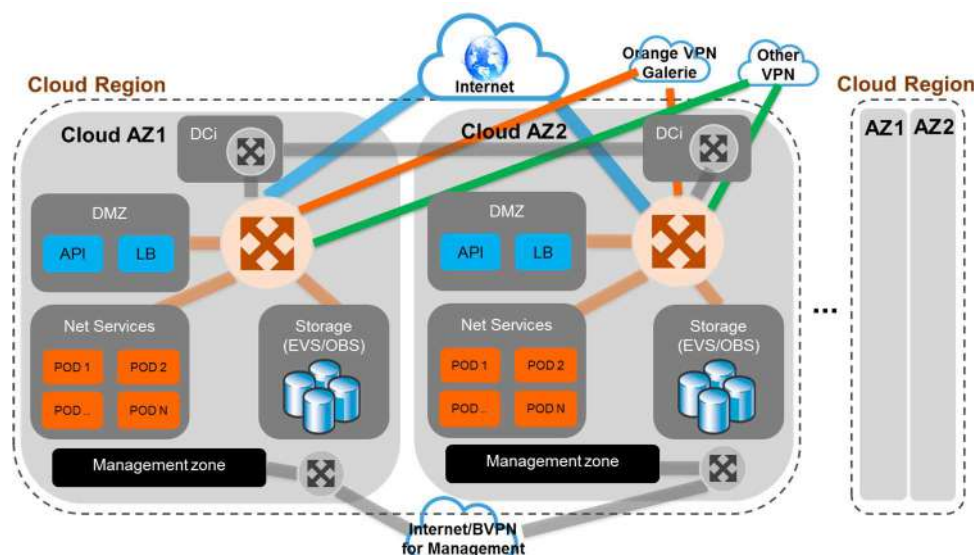 Cloud Region
Internet
Orange VPN
Galerie
Other
VPN
Cloud Region
Cloud AZ1
DCi
Cloud AZ2
DCi
AZ1
AZ2
DMZ
API
LB
DMZ
API
LB
Net Services
POD 1
POD 2
POD ..
POD N
Storage
(EVS/OBS)
Net Services
POD 1
POD 2
POD ..
POD N
Storage
(EVS/OBS)
...
Management zone
Management zone
Internet/BVPN
for Management